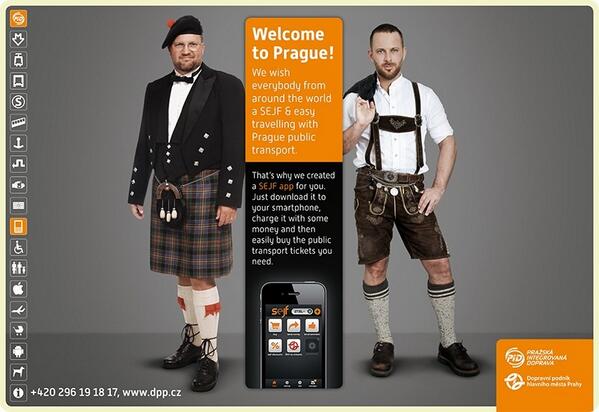 PID
Welcome
to Prague!
We wish
everybody from
around the world
a SEJF & easy
travelling with
Prague public
transport.
That's why we created
a SEJF app for you.
Just download it to
your smartphone,
charge it with some
money and then
easily buy the public
transport tickets you
need.
sejf
+420 296 19 18 17, www.dpp.cz
PID
PRAŽSKÁ
INTEGROVANÁ
DOPRAVA
Dopravní podnik
hlavního města Prahy